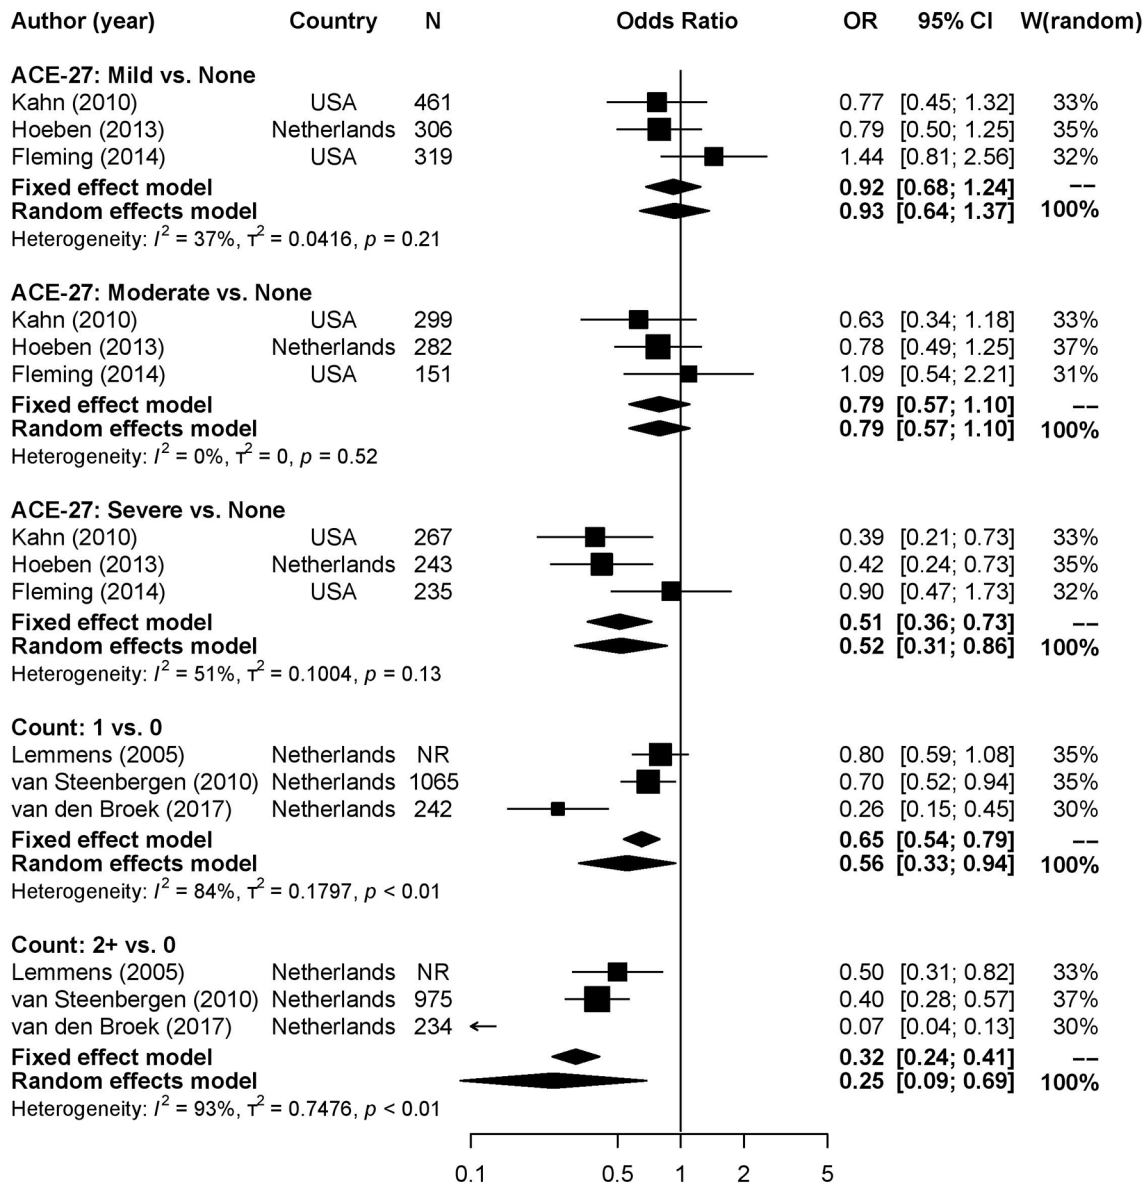 Author (year) Country N Odds Ratio OR 95% CI W(random)
ACE-27: Mild vs. None
Kahn (2010) USA 461 0.77 [0.45; 1.32] 33%
Hoeben (2013) Netherlands 306 0.79 [0.50; 1.25] 35%
Fleming (2014) USA 319 1.44 [0.81; 2.56] 32%
Fixed effect model 0.92 [0.68; 1.24] --
Random effects model 0.93 [0.64; 1.37] 100%
Heterogeneity: I² = 37%, τ² = 0.0416, p = 0.21
ACE-27: Moderate vs. None
Kahn (2010) USA 299 0.63 [0.34; 1.18] 33%
Hoeben (2013) Netherlands 282 0.78 [0.49; 1.25] 37%
Fleming (2014) USA 151 1.09 [0.54; 2.21] 31%
Fixed effect model 0.79 [0.57; 1.10] --
Random effects model 0.79 [0.57; 1.10] 100%
Heterogeneity: I² = 0%, τ² = 0, p = 0.52
ACE-27: Severe vs. None
Kahn (2010) USA 267 0.39 [0.21; 0.73] 33%
Hoeben (2013) Netherlands 243 0.42 [0.24; 0.73] 35%
Fleming (2014) USA 235 0.90 [0.47; 1.73] 32%
Fixed effect model 0.51 [0.36; 0.73] --
Random effects model 0.52 [0.31; 0.86] 100%
Heterogeneity: I² = 51%, τ² = 0.1004, p = 0.13
Count: 1 vs. 0
Lemmens (2005) Netherlands NR 0.80 [0.59; 1.08] 35%
van Steenbergen (2010) Netherlands 1065 0.70 [0.52; 0.94] 35%
van den Broek (2017) Netherlands 242 0.26 [0.15; 0.45] 30%
Fixed effect model 0.65 [0.54; 0.79] --
Random effects model 0.56 [0.33; 0.94] 100%
Heterogeneity: I² = 84%, τ² = 0.1797, p < 0.01
Count: 2+ vs. 0
Lemmens (2005) Netherlands NR 0.50 [0.31; 0.82] 33%
van Steenbergen (2010) Netherlands 975 0.40 [0.28; 0.57] 37%
van den Broek (2017) Netherlands 234 0.07 [0.04; 0.13] 30%
Fixed effect model 0.32 [0.24; 0.41] --
Random effects model 0.25 [0.09; 0.69] 100%
Heterogeneity: I² = 93%, τ² = 0.7476, p < 0.01
0.1 0.5 1 2 5